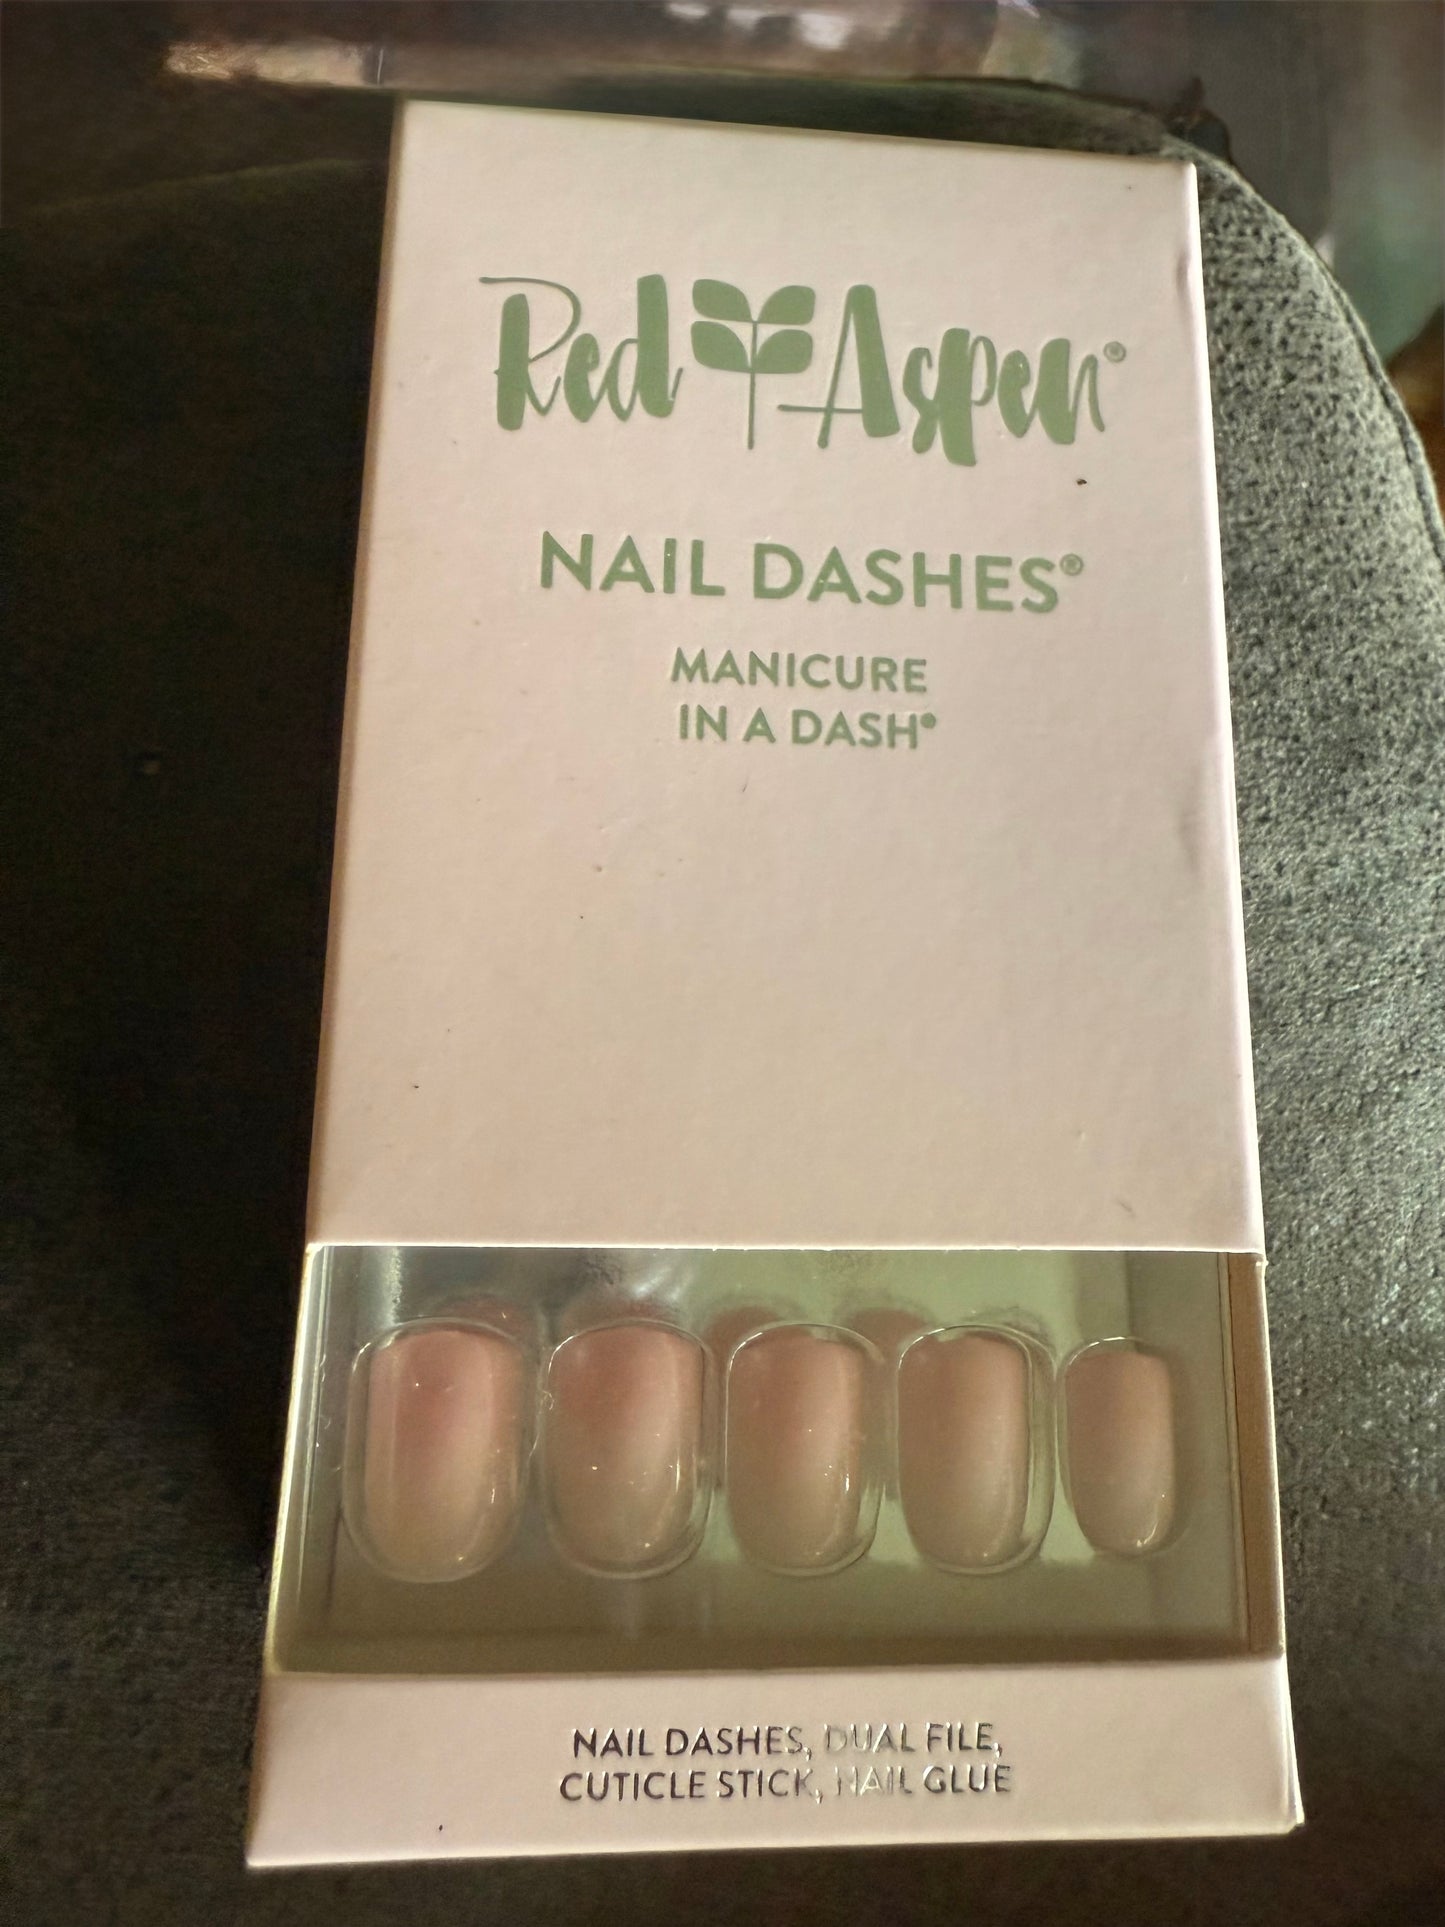 Red Aspen®
NAIL DASHES®
MANICURE
IN A DASH®
NAIL DASHES, DUAL FILE,
CUTICLE STICK, NAIL GLUE